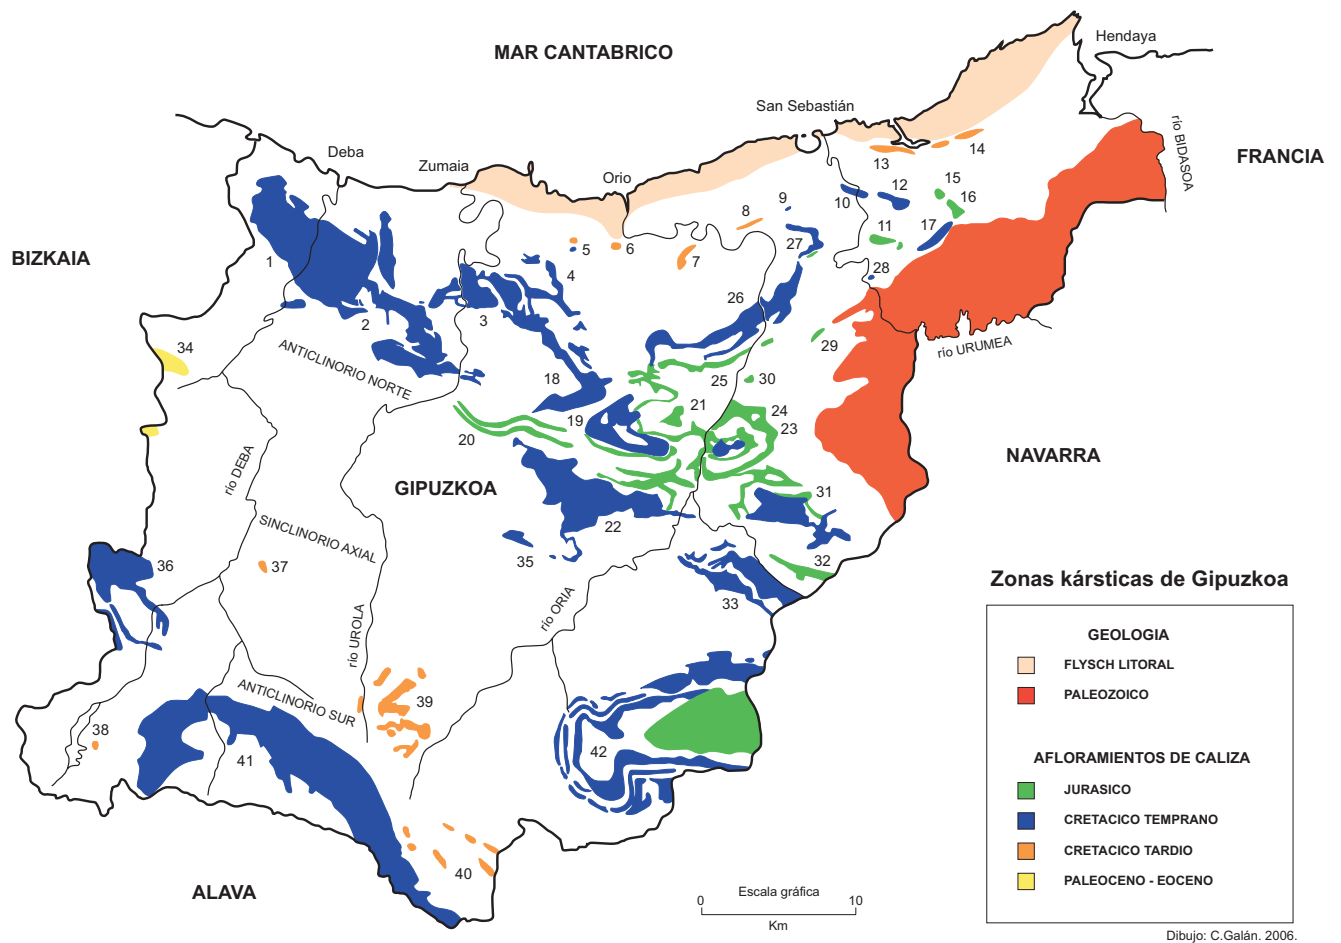 MAR CANTABRICO
Hendaya
San Sebastián
río BIDASOA
FRANCIA
Deba
Zumaia
Orio
BIZKAIA
NAVARRA
GIPUZKOA
ALAVA
ANTICLINORIO NORTE
SINCLINORIO AXIAL
ANTICLINORIO SUR
río DEBA
río UROLA
río ORIA
río URUMEA
1
2
3
4
5
6
7
8
9
10
11
12
13
14
15
16
17
18
19
20
21
22
23
24
25
26
27
28
29
30
31
32
33
34
35
36
37
38
39
40
41
42
Zonas kársticas de Gipuzkoa
GEOLOGIA
FLYSCH LITORAL
PALEOZOICO
AFLORAMIENTOS DE CALIZA
JURASICO
CRETACICO TEMPRANO
CRETACICO TARDIO
PALEOCENO - EOCENO
Escala gráfica
0 10
Km
Dibujo: C.Galán. 2006.